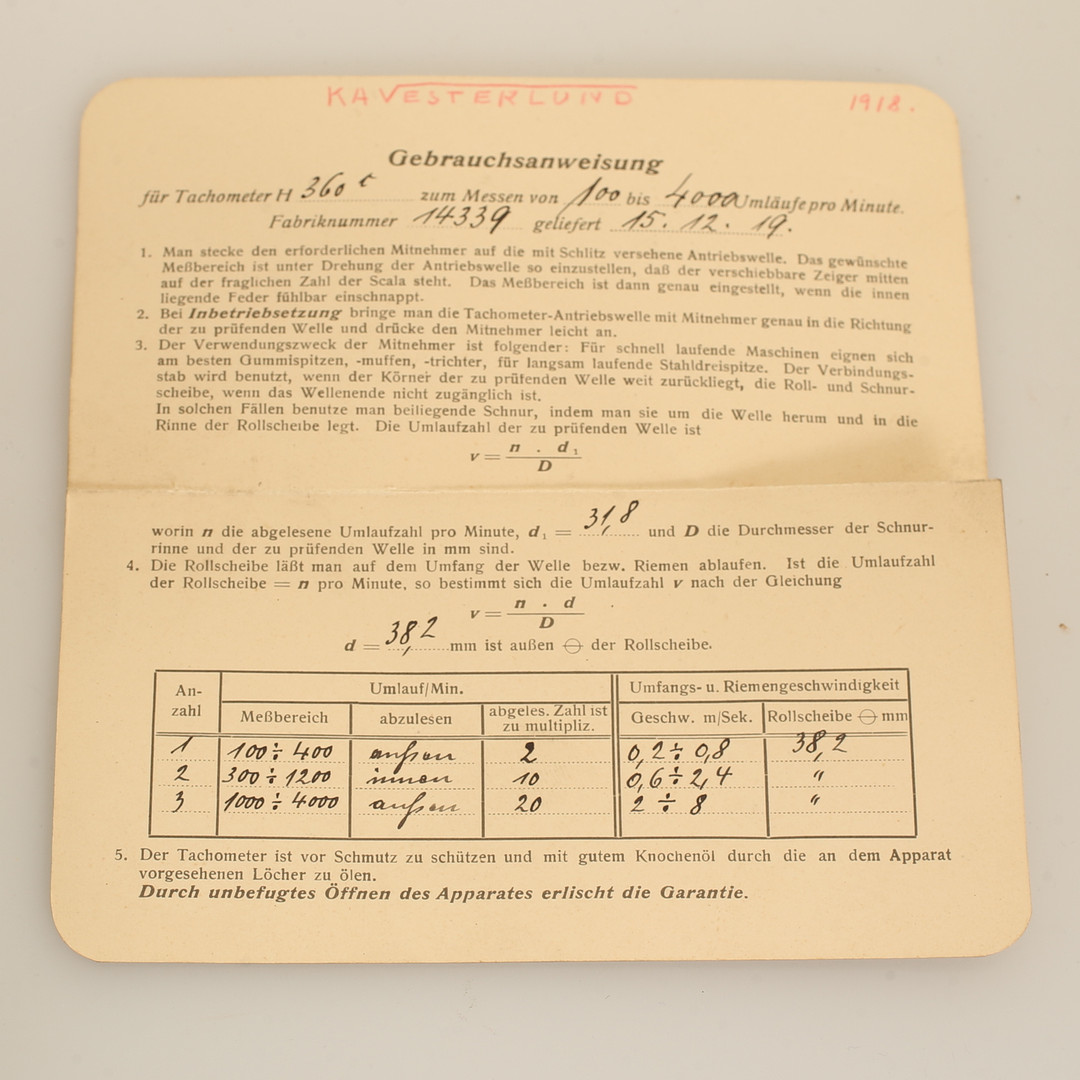 KAVESTERLUND 1918.
Gebrauchsanweisung
für Tachometer H 360 c zum Messen von 100 bis 4000 Umläufe pro Minute.
Fabriknummer 14339 geliefert 15. 12. 19.
1. Man stecke den erforderlichen Mitnehmer auf die mit Schlitz versehene Antriebswelle. Das gewünschte
Meßbereich ist unter Drehung der Antriebswelle so einzustellen, daß der verschiebbare Zeiger mitten
auf der fraglichen Zahl der Scala steht. Das Meßbereich ist dann genau eingestellt, wenn die innen
liegende Feder fühlbar einschnappt.
2. Bei Inbetriebsetzung bringe man die Tachometer-Antriebswelle mit Mitnehmer genau in die Richtung
der zu prüfenden Welle und drücke den Mitnehmer leicht an.
3. Der Verwendungszweck der Mitnehmer ist folgender: Für schnell laufende Maschinen eignen sich
am besten Gummispitzen, -muffen, -trichter, für langsam laufende Stahldreispitze. Der Verbindungs-
stab wird benutzt, wenn der Körner der zu prüfenden Welle weit zurückliegt, die Roll- und Schnur-
scheibe, wenn das Wellenende nicht zugänglich ist.
In solchen Fällen benutze man beiliegende Schnur, indem man sie um die Welle herum und in die
Rinne der Rollscheibe legt. Die Umlaufzahl der zu prüfenden Welle ist
v = n . d₁
D
worin n die abgelesene Umlaufzahl pro Minute, d₁ = 31,8 und D die Durchmesser der Schnur-
rinne und der zu prüfenden Welle in mm sind.
4. Die Rollscheibe läßt man auf dem Umfang der Welle bezw. Riemen ablaufen. Ist die Umlaufzahl
der Rollscheibe = n pro Minute, so bestimmt sich die Umlaufzahl v nach der Gleichung
v = n . d
D
d = 38,2 mm ist außen ⌀ der Rollscheibe.
An- Umlauf/Min. Umfangs- u. Riemengeschwindigkeit
zahl Meßbereich abzulesen abgeles. Zahl ist Geschw. m/Sek. Rollscheibe ⌀ mm
zu multipliz.
1 100 ÷ 400 außen 2 0,2 ÷ 0,8 38,2
2 300 ÷ 1200 innen 10 0,6 ÷ 2,4 "
3 1000 ÷ 4000 außen 20 2 ÷ 8 "
5. Der Tachometer ist vor Schmutz zu schützen und mit gutem Knochenöl durch die an dem Apparat
vorgesehenen Löcher zu ölen.
Durch unbefugtes Öffnen des Apparates erlischt die Garantie.